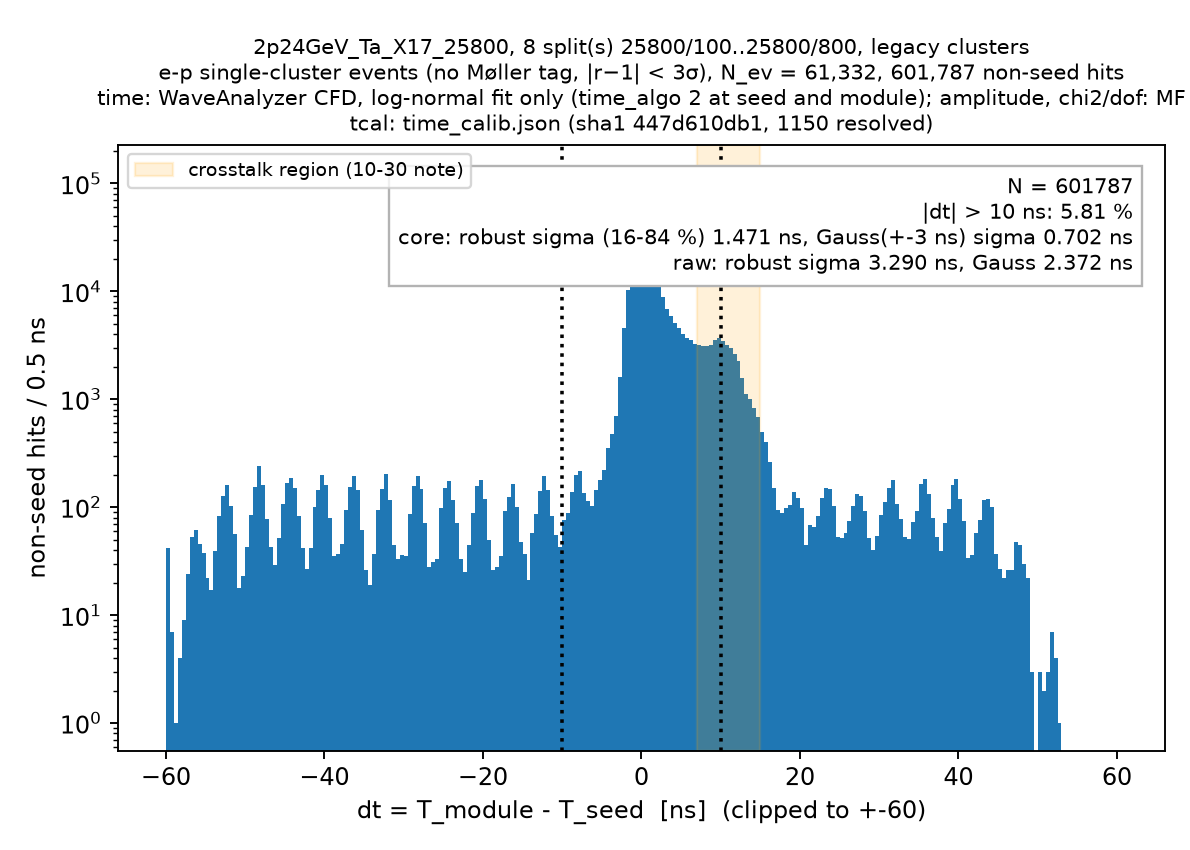 2p24GeV_Ta_X17_25800, 8 split(s) 25800/100..25800/800, legacy clusters
e-p single-cluster events (no Møller tag, |r−1| < 3σ), N_ev = 61,332, 601,787 non-seed hits
time: WaveAnalyzer CFD, log-normal fit only (time_algo 2 at seed and module); amplitude, chi2/dof: MF
tcal: time_calib.json (sha1 447d610db1, 1150 resolved)
crosstalk region (10-30 note)
N = 601787
|dt| > 10 ns: 5.81 %
core: robust sigma (16-84 %) 1.471 ns, Gauss(+-3 ns) sigma 0.702 ns
raw: robust sigma 3.290 ns, Gauss 2.372 ns
non-seed hits / 0.5 ns
10⁵
10⁴
10³
10²
10¹
10⁰
−60 −40 −20 0 20 40 60
dt = T_module - T_seed [ns] (clipped to +-60)